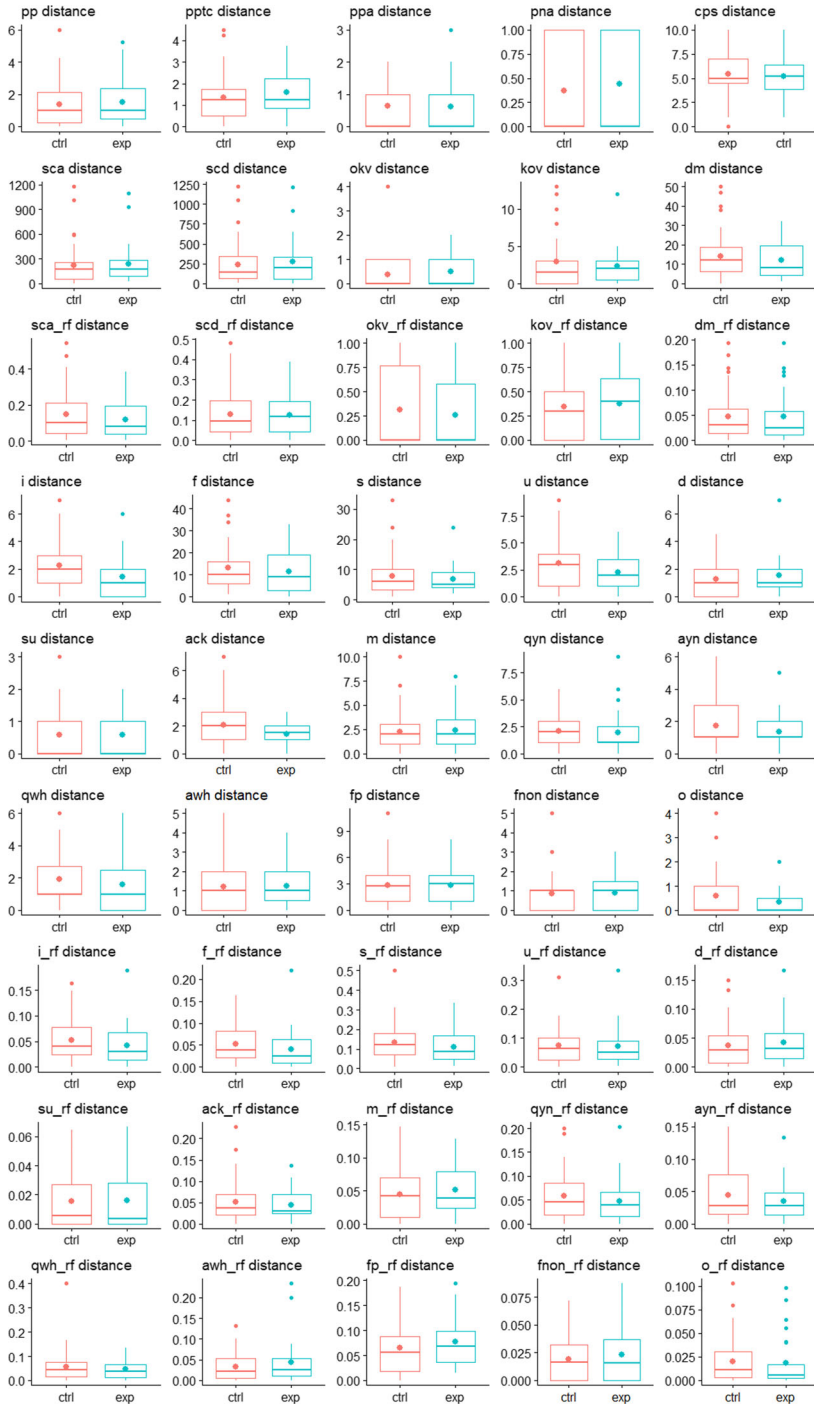 pp distance pptc distance ppa distance pna distance cps distance
6 4 2 0
4 3 2 1 0
3 2 1 0
1.00 0.75 0.50 0.25 0.00
10.0 7.5 5.0 2.5 0.0
ctrl exp ctrl exp ctrl exp ctrl exp exp ctrl
sca distance scd distance okv distance kov distance dm distance
1200 900 600 300 0
1250 1000 750 500 250 0
4 3 2 1 0
10 5 0
50 40 30 20 10 0
ctrl exp ctrl exp ctrl exp ctrl exp ctrl exp
sca_rf distance scd_rf distance okv_rf distance kov_rf distance dm_rf distance
0.4 0.2 0.0
0.5 0.4 0.3 0.2 0.1 0.0
1.00 0.75 0.50 0.25 0.00
1.00 0.75 0.50 0.25 0.00
0.20 0.15 0.10 0.05 0.00
ctrl exp ctrl exp ctrl exp ctrl exp ctrl exp
i distance f distance s distance u distance d distance
6 4 2 0
40 30 20 10 0
30 20 10 0
7.5 5.0 2.5 0.0
6 4 2 0
ctrl exp ctrl exp ctrl exp ctrl exp ctrl exp
su distance ack distance m distance qyn distance ayn distance
3 2 1 0
6 4 2 0
10.0 7.5 5.0 2.5 0.0
7.5 5.0 2.5 0.0
6 4 2 0
ctrl exp ctrl exp ctrl exp ctrl exp ctrl exp
qwh distance awh distance fp distance fnon distance o distance
6 4 2 0
5 4 3 2 1 0
9 6 3 0
5 4 3 2 1 0
4 3 2 1 0
ctrl exp ctrl exp ctrl exp ctrl exp ctrl exp
i_rf distance f_rf distance s_rf distance u_rf distance d_rf distance
0.15 0.10 0.05 0.00
0.20 0.15 0.10 0.05 0.00
0.5 0.4 0.3 0.2 0.1 0.0
0.3 0.2 0.1 0.0
0.15 0.10 0.05 0.00
ctrl exp ctrl exp ctrl exp ctrl exp ctrl exp
su_rf distance ack_rf distance m_rf distance qyn_rf distance ayn_rf distance
0.06 0.04 0.02 0.00
0.20 0.15 0.10 0.05 0.00
0.15 0.10 0.05 0.00
0.20 0.15 0.10 0.05 0.00
0.15 0.10 0.05 0.00
ctrl exp ctrl exp ctrl exp ctrl exp ctrl exp
qwh_rf distance awh_rf distance fp_rf distance fnon_rf distance o_rf distance
0.4 0.3 0.2 0.1 0.0
0.20 0.15 0.10 0.05 0.00
0.20 0.15 0.10 0.05 0.00
0.075 0.050 0.025 0.000
0.100 0.075 0.050 0.025 0.000
ctrl exp ctrl exp ctrl exp ctrl exp ctrl exp